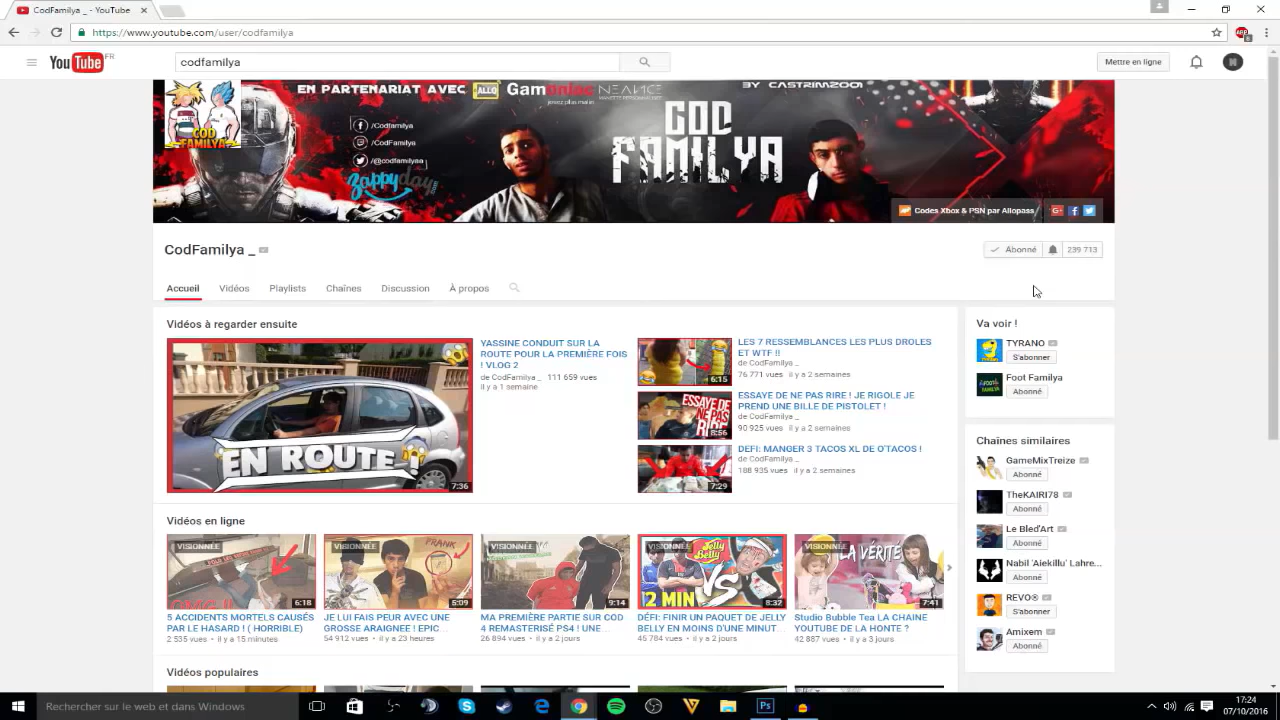 CodFamilya _ - YouTube
https://www.youtube.com/user/codfamilya
YouTube FR
codfamilya
Mettre en ligne
EN PARTENARIAT AVEC
BY CASTRIM2001
COD FAMILYA
/Codfamilya
/CodFamilya
/@codfamilyaa
zappyday
GOD
FAMILYA
Codes Xbox & PSN par Allopass
CodFamilya _
Abonné
239 713
Accueil
Vidéos
Playlists
Chaînes
Discussion
À propos
Vidéos à regarder ensuite
EN ROUTE
7:36
YASSINE CONDUIT SUR LA
ROUTE POUR LA PREMIÈRE FOIS
! VLOG 2
de CodFamilya _ 111 659 vues
il y a 1 semaine
6:15
LES 7 RESSEMBLANCES LES PLUS DROLES
ET WTF !!
de CodFamilya _
76 771 vues il y a 2 semaines
ESSAYE DE
NE PAS
RIRE
8:56
ESSAYE DE NE PAS RIRE ! JE RIGOLE JE
PREND UNE BILLE DE PISTOLET !
de CodFamilya _
90 925 vues il y a 2 semaines
7:29
DEFI: MANGER 3 TACOS XL DE O'TACOS !
de CodFamilya _
188 935 vues il y a 2 semaines
Va voir !
TYRANO
S'abonner
Foot Familya
Abonné
Chaînes similaires
GameMixTreize
Abonné
TheKAIRI78
Abonné
Le Bled'Art
Abonné
Nabil 'Aiekillu' Lahre...
Abonné
REVO®
S'abonner
Amixem
Abonné
Vidéos en ligne
VISIONNÉE
6:18
5 ACCIDENTS MORTELS CAUSÉS
PAR LE HASARD ! ( HORRIBLE)
2 535 vues • il y a 15 minutes
VISIONNÉE
PRANK
5:09
JE LUI FAIS PEUR AVEC UNE
GROSSE ARAIGNEE ! EPIC...
54 912 vues • il y a 23 heures
VISIONNÉE
9:14
MA PREMIÈRE PARTIE SUR COD
4 REMASTERISÉ PS4 ! UNE...
26 894 vues • il y a 2 jours
Jelly Belly
VS
2 MIN
8:32
DÉFI: FINIR UN PAQUET DE JELLY
BELLY EN MOINS D'UNE MINUT...
45 784 vues • il y a 2 jours
VISIONNÉE
LA VÉRITÉ
7:41
Studio Bubble Tea LA CHAINE
YOUTUBE DE LA HONTE ?
42 887 vues • il y a 3 jours
Vidéos populaires
Rechercher sur le web et dans Windows
17:24
07/10/2016